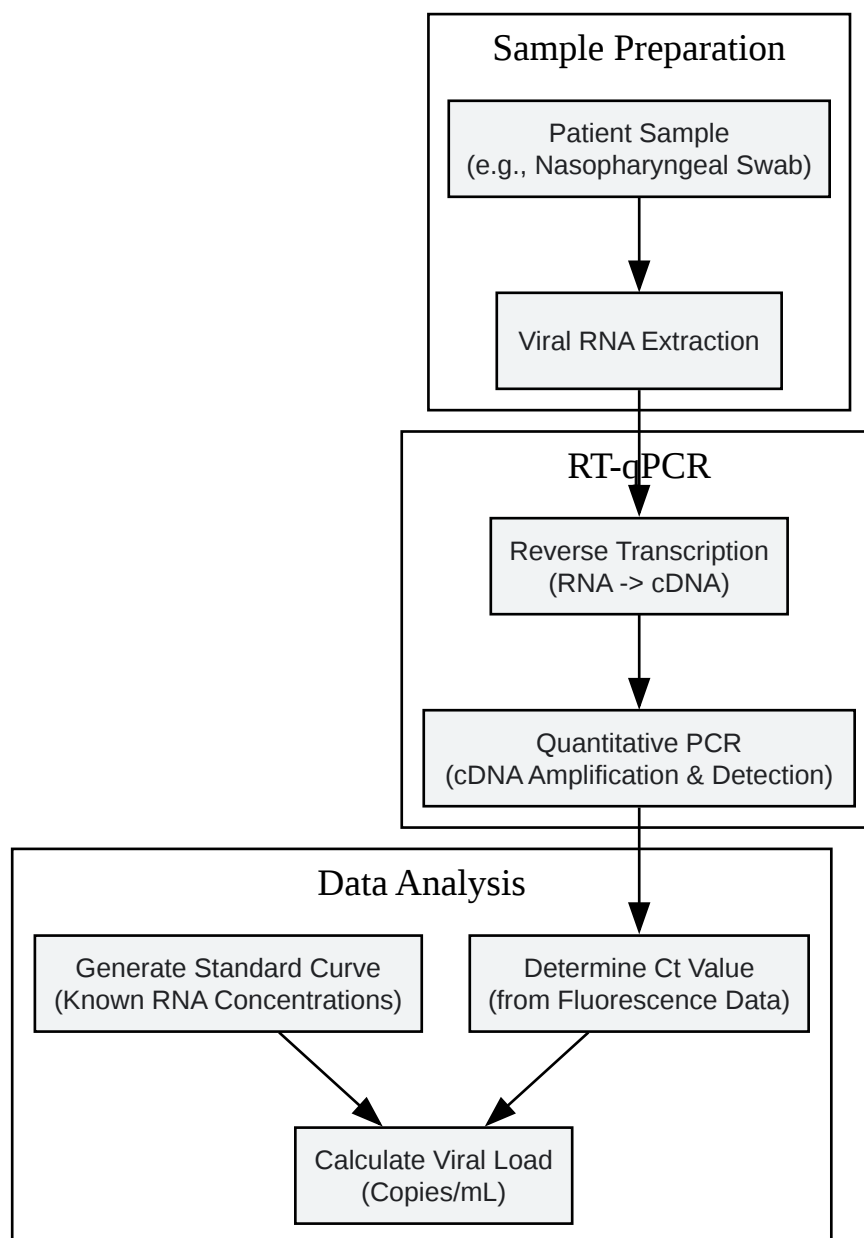 Sample Preparation
Patient Sample
(e.g., Nasopharyngeal Swab)
Viral RNA Extraction
RT-qPCR
Reverse Transcription
(RNA -> cDNA)
Quantitative PCR
(cDNA Amplification & Detection)
Data Analysis
Generate Standard Curve
(Known RNA Concentrations)
Determine Ct Value
(from Fluorescence Data)
Calculate Viral Load
(Copies/mL)